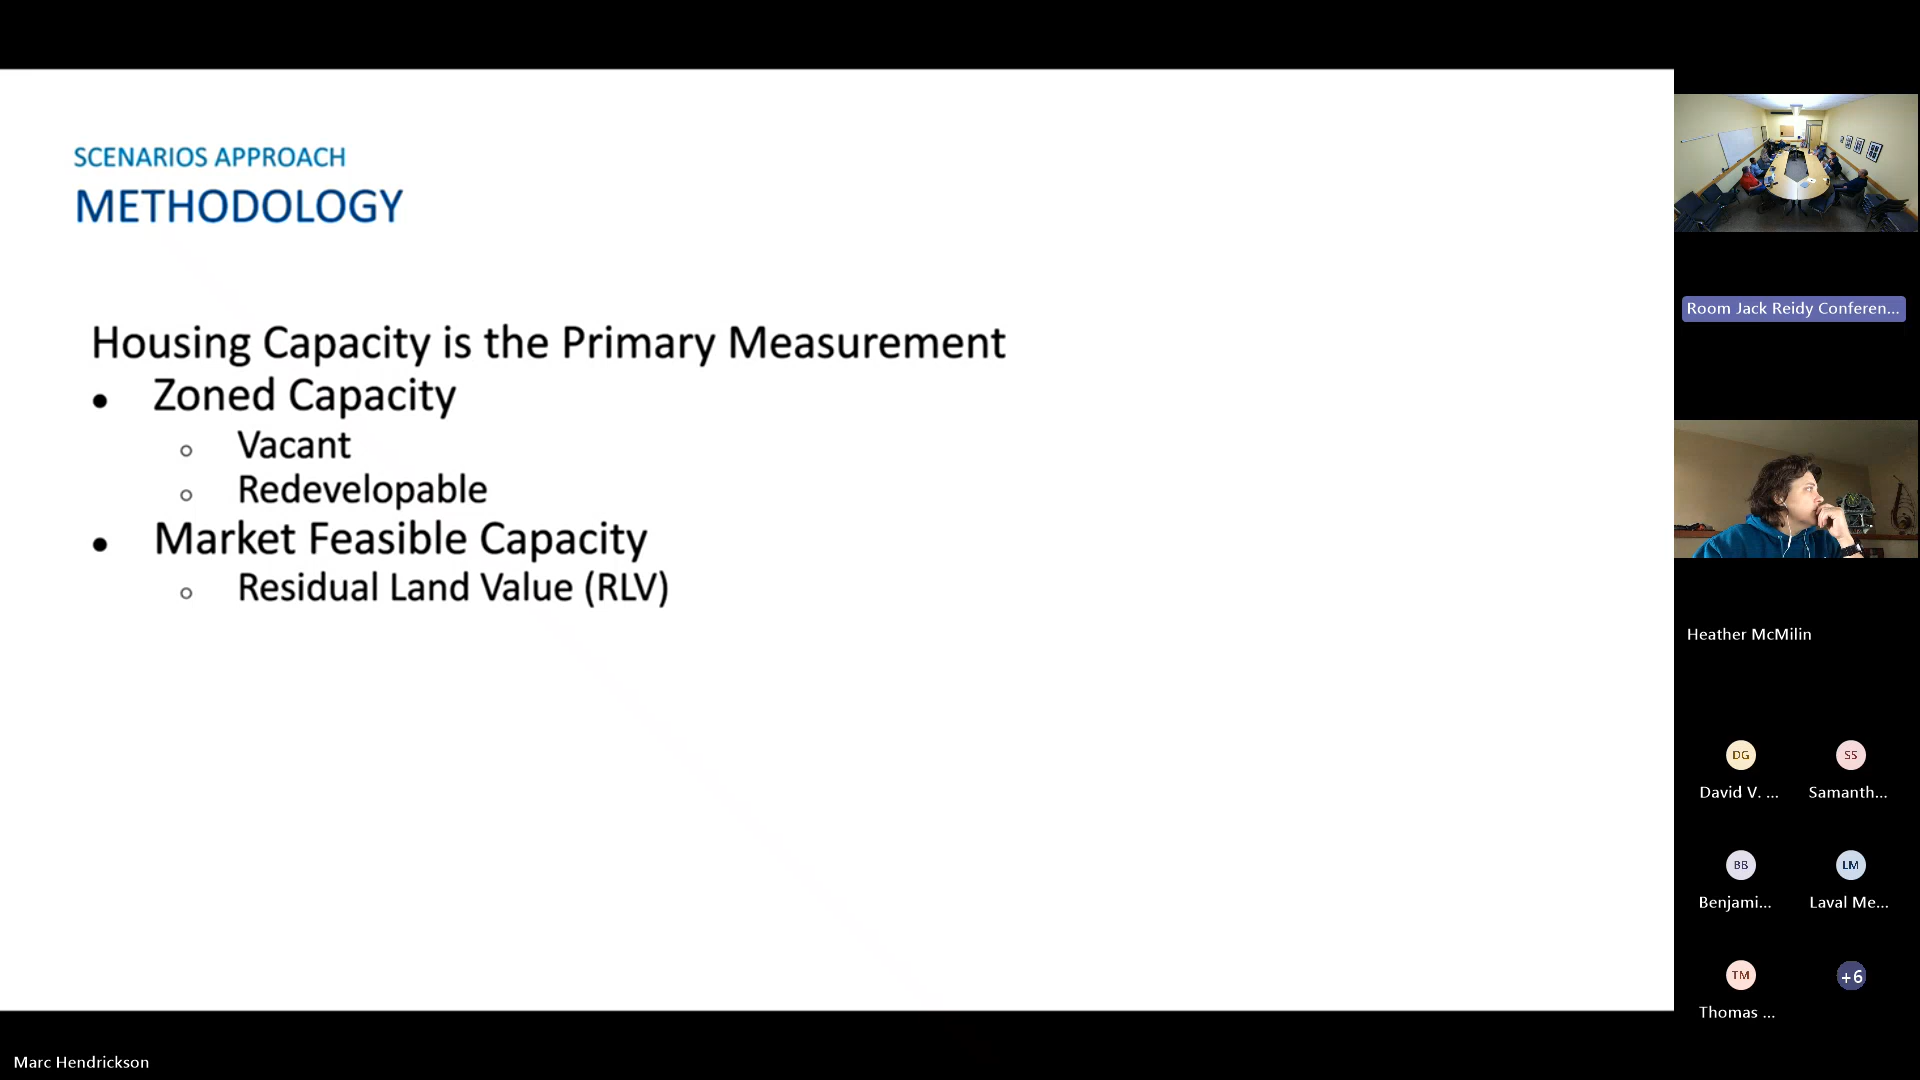 SCENARIOS APPROACH
METHODOLOGY
Housing Capacity is the Primary Measurement
● Zoned Capacity
○ Vacant
○ Redevelopable
● Market Feasible Capacity
○ Residual Land Value (RLV)
Room Jack Reidy Conferen...
Heather McMilin
DG
David V. ...
SS
Samanth...
BB
Benjami...
LM
Laval Me...
TM
Thomas ...
+6
Marc Hendrickson